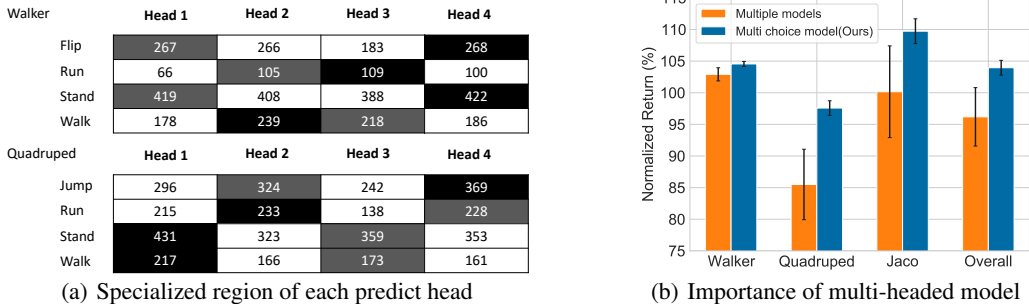 Walker Head 1 Head 2 Head 3 Head 4
Flip 267 266 183 268
Run 66 105 109 100
Stand 419 408 388 422
Walk 178 239 218 186
Quadruped Head 1 Head 2 Head 3 Head 4
Jump 296 324 242 369
Run 215 233 138 228
Stand 431 323 359 353
Walk 217 166 173 161
(a) Specialized region of each predict head
Multiple models
Multi choice model(Ours)
Normalized Return (%)
115
110
105
100
95
90
85
80
75
Walker Quadruped Jaco Overall
(b) Importance of multi-headed model